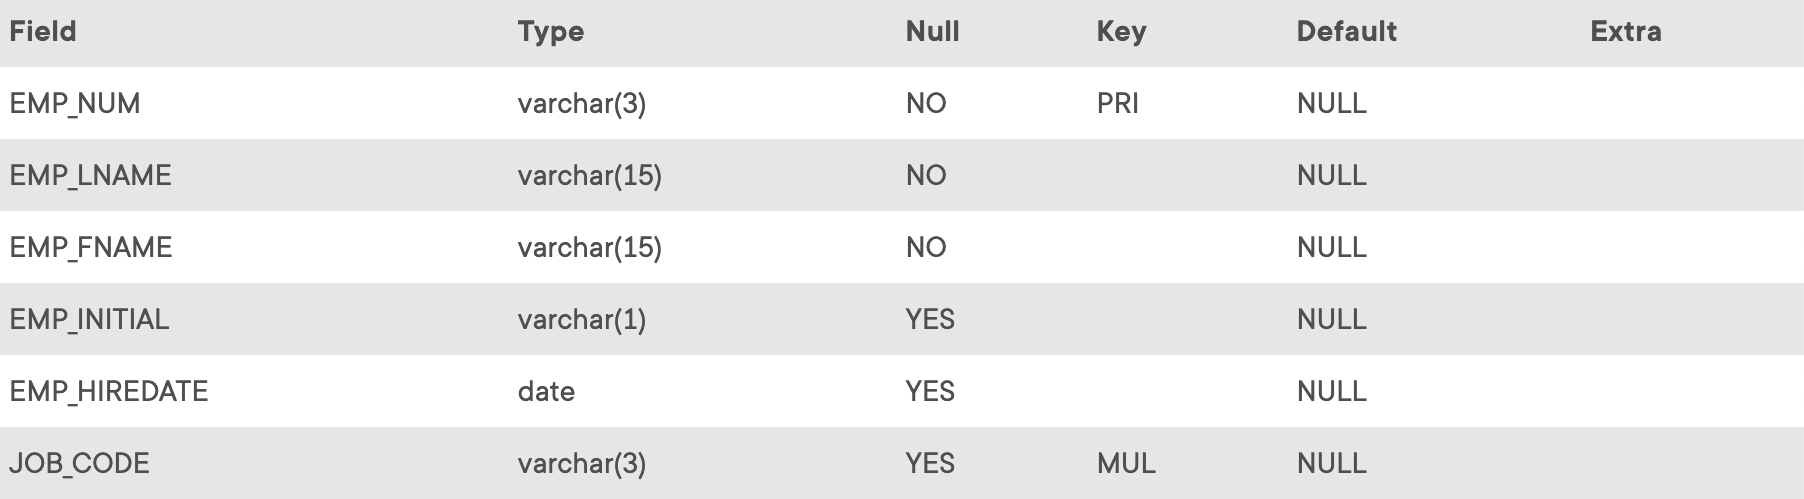 Field Type Null Key Default Extra
EMP_NUM varchar(3) NO PRI NULL
EMP_LNAME varchar(15) NO NULL
EMP_FNAME varchar(15) NO NULL
EMP_INITIAL varchar(1) YES NULL
EMP_HIREDATE date YES NULL
JOB_CODE varchar(3) YES MUL NULL